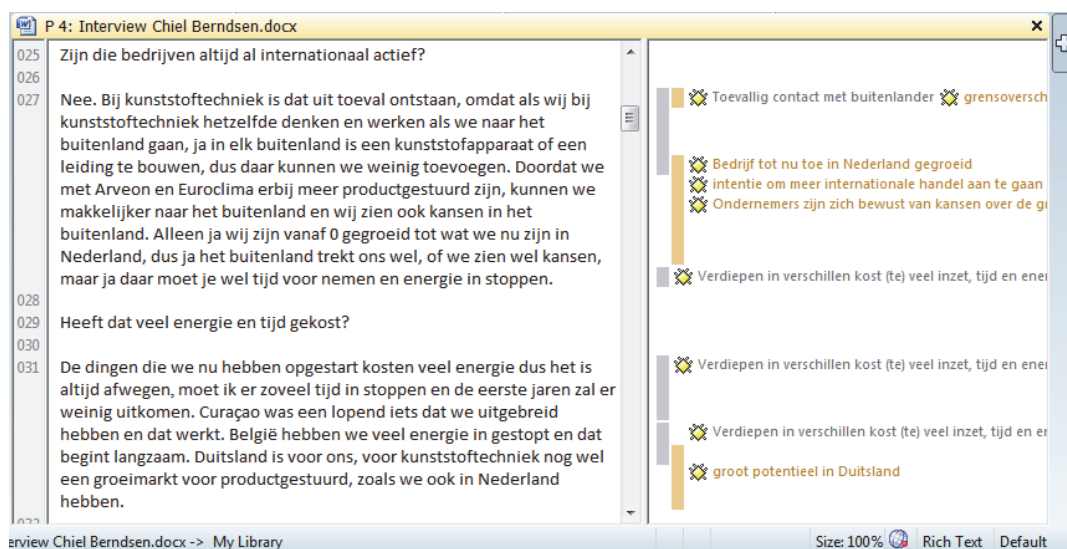 P 4: Interview Chiel Berndsen.docx
025 Zijn die bedrijven altijd al internationaal actief?
026
027 Nee. Bij kunststoftechniek is dat uit toeval ontstaan, omdat als wij bij
kunststoftechniek hetzelfde denken en werken als we naar het
buitenland gaan, ja in elk buitenland is een kunststofapparaat of een
leiding te bouwen, dus daar kunnen we weinig toevoegen. Doordat we
met Arveon en Euroclima erbij meer productgestuurd zijn, kunnen we
makkelijker naar het buitenland en wij zien ook kansen in het
buitenland. Alleen ja wij zijn vanaf 0 gegroeid tot wat we nu zijn in
Nederland, dus ja het buitenland trekt ons wel, of we zien wel kansen,
maar ja daar moet je wel tijd voor nemen en energie in stoppen.
028
029 Heeft dat veel energie en tijd gekost?
030
031 De dingen die we nu hebben opgestart kosten veel energie dus het is
altijd afwegen, moet ik er zoveel tijd in stoppen en de eerste jaren zal er
weinig uitkomen. Curaçao was een lopend iets dat we uitgebreid
hebben en dat werkt. België hebben we veel energie in gestopt en dat
begint langzaam. Duitsland is voor ons, voor kunststoftechniek nog wel
een groeimarkt voor productgestuurd, zoals we ook in Nederland
hebben.
Toevallig contact met buitenlander grensoversch
Bedrijf tot nu toe in Nederland gegroeid
intentie om meer internationale handel aan te gaan
Ondernemers zijn zich bewust van kansen over de g
Verdiepen in verschillen kost (te) veel inzet, tijd en ener
Verdiepen in verschillen kost (te) veel inzet, tijd en ener
Verdiepen in verschillen kost (te) veel inzet, tijd en er
groot potentieel in Duitsland
erview Chiel Berndsen.docx -> My Library
Size: 100% Rich Text Default